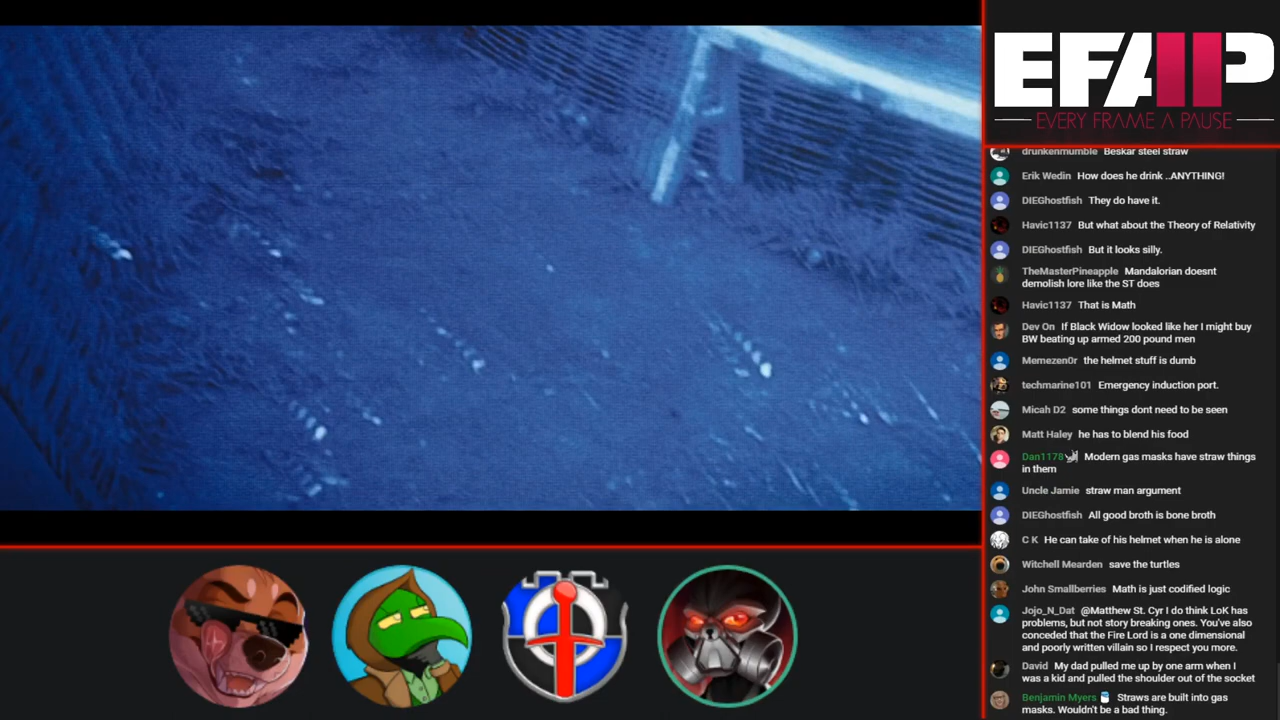 EFAP
EVERY FRAME A PAUSE
drunkenmumble Beskar steel straw
Erik Wedin How does he drink ..ANYTHING!
DIEGhostfish They do have it.
Havic1137 But what about the Theory of Relativity
DIEGhostfish But it looks silly.
TheMasterPineapple Mandalorian doesnt
demolish lore like the ST does
Havic1137 That is Math
Dev On If Black Widow looked like her I might buy
BW beating up armed 200 pound men
Memezen0r the helmet stuff is dumb
techmarine101 Emergency induction port.
Micah D2 some things dont need to be seen
Matt Haley he has to blend his food
Dan1178 Modern gas masks have straw things
in them
Uncle Jamie straw man argument
DIEGhostfish All good broth is bone broth
C K He can take of his helmet when he is alone
Witchell Mearden save the turtles
John Smallberries Math is just codified logic
Jojo_N_Dat @Matthew St. Cyr I do think LoK has
problems, but not story breaking ones. You've also
conceded that the Fire Lord is a one dimensional
and poorly written villain so I respect you more.
David My dad pulled me up by one arm when I
was a kid and pulled the shoulder out of the socket
Benjamin Myers Straws are built into gas
masks. Wouldn't be a bad thing.